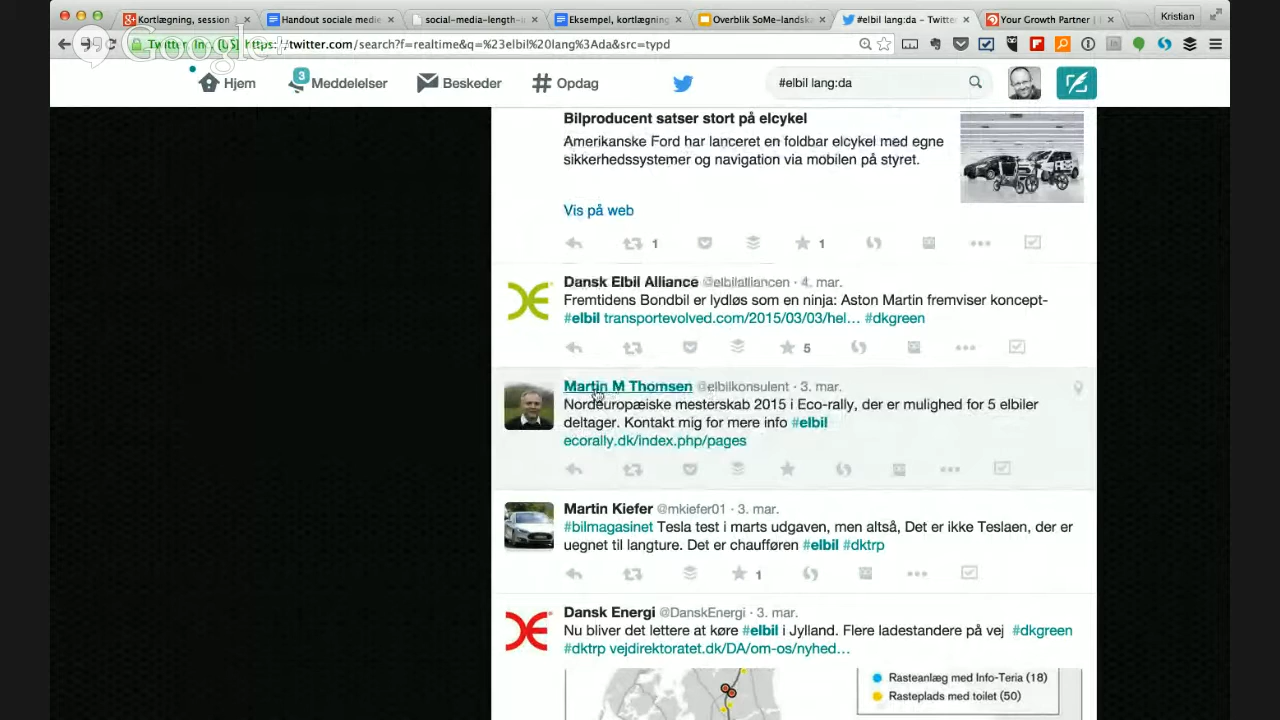 Kortlægning, session
Handout sociale medie
social-media-length-
Eksempel, kortlægning
Overblik SoMe-landska
#elbil lang:da – Twitter
Your Growth Partner |
Kristian
Google+
Twitter, Inc. [US] https://twitter.com/search?f=realtime&q=%23elbil%20lang%3Ada&src=typd
Hjem
3
Meddelelser
Beskeder
Opdag
#elbil lang:da
Bilproducent satser stort på elcykel
Amerikanske Ford har lanceret en foldbar elcykel med egne
sikkerhedssystemer og navigation via mobilen på styret.
Vis på web
1
1
Dansk Elbil Alliance @elbilalliancen · 4. mar.
Fremtidens Bondbil er lydløs som en ninja: Aston Martin fremviser koncept-
#elbil transportevolved.com/2015/03/03/hel… #dkgreen
5
Martin M Thomsen @elbilkonsulent · 3. mar.
Nordeuropæiske mesterskab 2015 i Eco-rally, der er mulighed for 5 elbiler
deltager. Kontakt mig for mere info #elbil
ecorally.dk/index.php/pages
Martin Kiefer @mkiefer01 · 3. mar.
#bilmagasinet Tesla test i marts udgaven, men altså, Det er ikke Teslaen, der er
uegnet til langture. Det er chaufføren #elbil #dktrp
1
Dansk Energi @DanskEnergi · 3. mar.
Nu bliver det lettere at køre #elbil i Jylland. Flere ladestandere på vej #dkgreen
#dktrp vejdirektoratet.dk/DA/om-os/nyhed…
Rasteanlæg med Info-Teria (18)
Rasteplads med toilet (50)